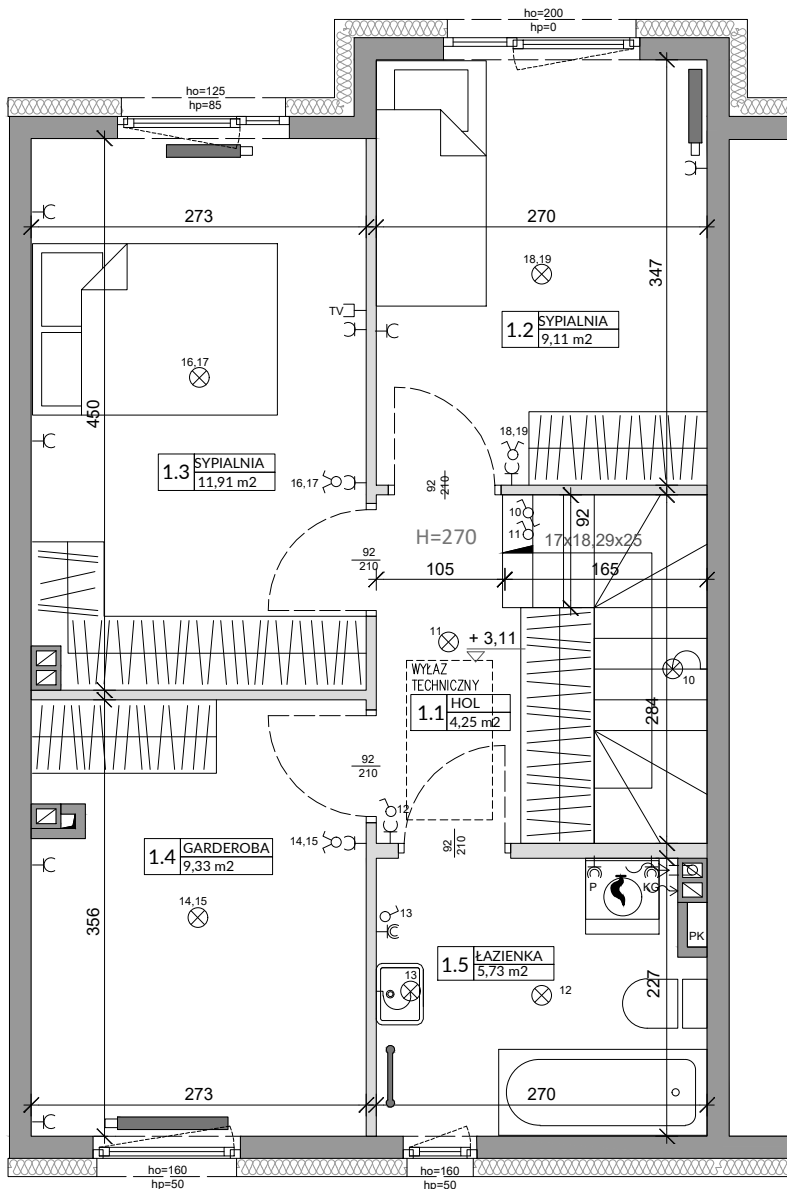 ho=200
hp=0
ho=125
hp=85
273
270
18,19
347
TV
1.2
SYPIALNIA
9,11 m2
16,17
450
18,19
1.3
SYPIALNIA
11,91 m2
16,17
92
210
10
11
92
H=270
17x18,29x25
92
210
105
165
11
+ 3,11
WYŁAZ
TECHNICZNY
10
1.1
HOL
4,25 m2
284
92
210
12
14,15
92
210
1.4
GARDEROBA
9,33 m2
P
KG
14,15
356
13
PK
1.5
ŁAZIENKA
5,73 m2
13
12
227
273
270
ho=160
hp=50
ho=160
hp=50